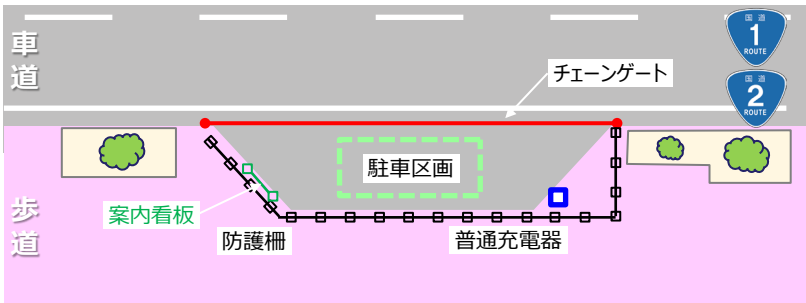 車道
国道
1
ROUTE
チェーンゲート
国道
2
ROUTE
駐車区画
歩道
案内看板
防護柵
普通充電器